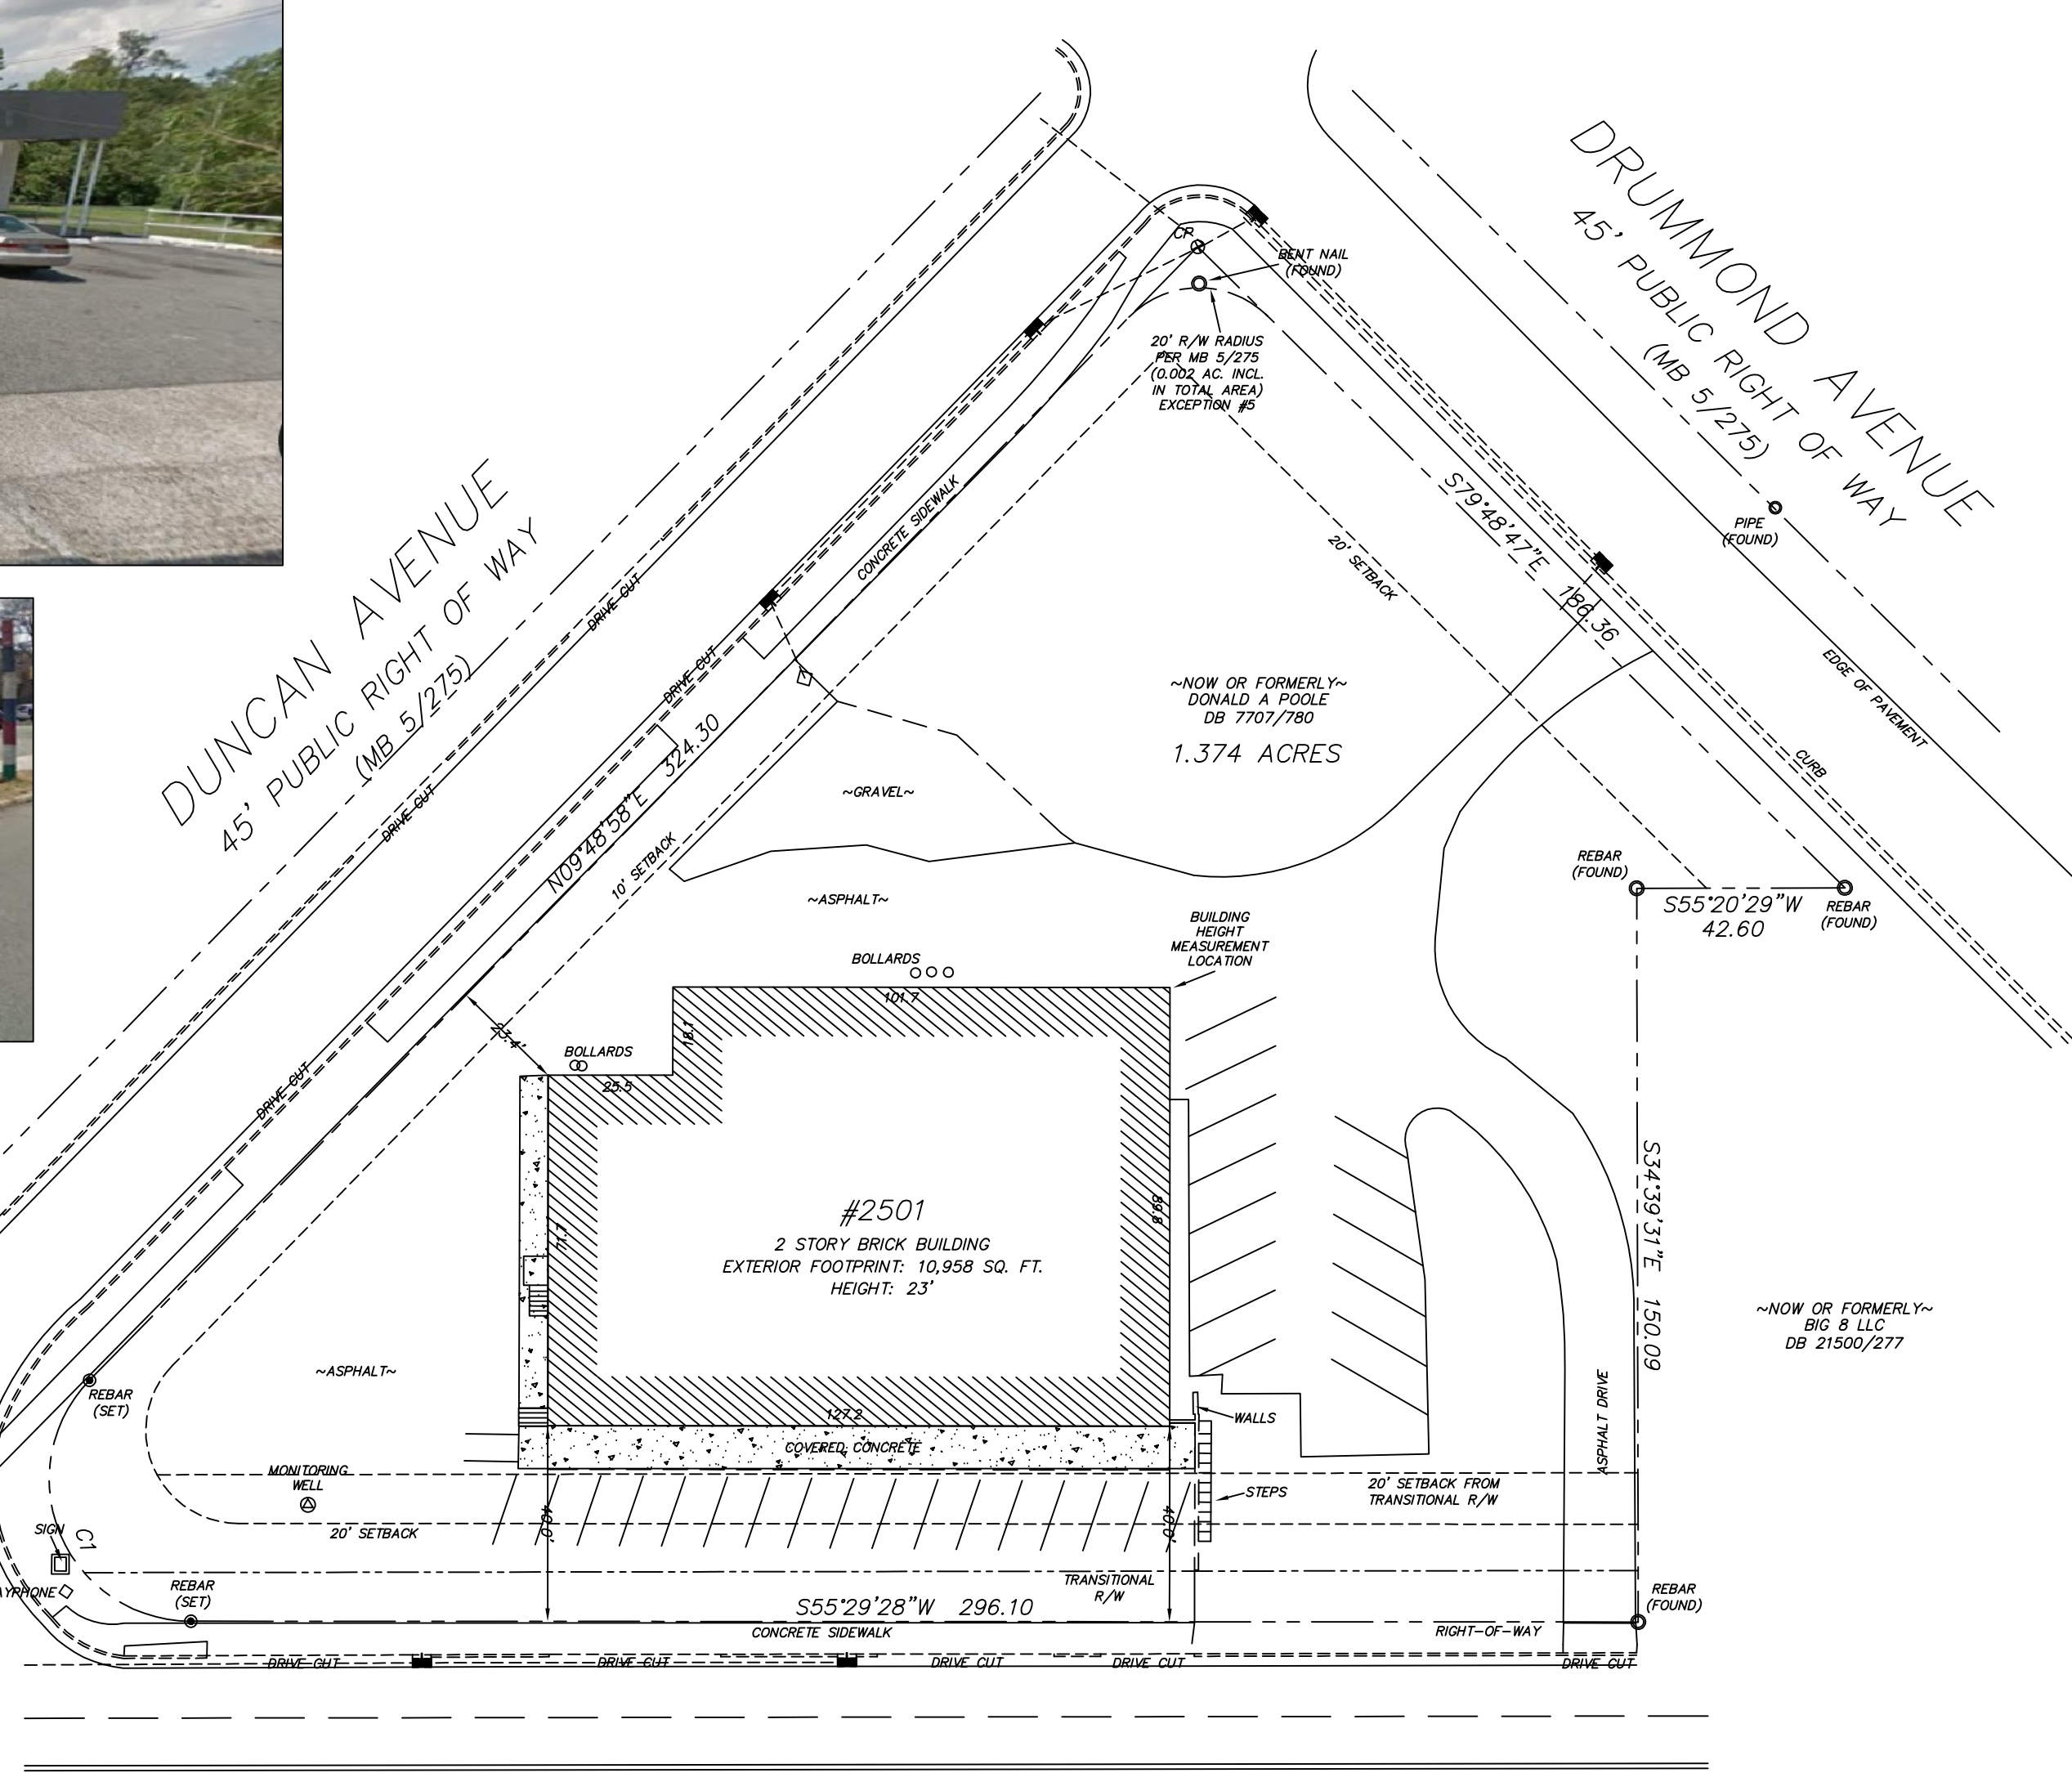 DRUMMOND AVENUE
45' PUBLIC RIGHT OF WAY
(MB 5/275)
CP
BENT NAIL
(FOUND)
20' R/W RADIUS
PER MB 5/275
(0.002 AC. INCL.
IN TOTAL AREA)
EXCEPTION #5
DUNCAN AVENUE
45' PUBLIC RIGHT OF WAY
(MB 5/275)
CONCRETE SIDEWALK
DRIVE CUT
DRIVE CUT
DRIVE CUT
DRIVE CUT
N09°48'58"E 324.30
10' SETBACK
S79°48'47"E 186.36
20' SETBACK
PIPE
(FOUND)
EDGE OF PAVEMENT
CURB
~NOW OR FORMERLY~
DONALD A POOLE
DB 7707/780
1.374 ACRES
~GRAVEL~
~ASPHALT~
REBAR
(FOUND)
S55°20'29"W
42.60
REBAR
(FOUND)
BUILDING
HEIGHT
MEASUREMENT
LOCATION
BOLLARDS
101.7
18.1
23.4'
BOLLARDS
25.5
71.7
89.8
#2501
2 STORY BRICK BUILDING
EXTERIOR FOOTPRINT: 10,958 SQ. FT.
HEIGHT: 23'
S34°39'31"E 150.09
~NOW OR FORMERLY~
BIG 8 LLC
DB 21500/277
~ASPHALT~
REBAR
(SET)
127.2
COVERED CONCRETE
WALLS
ASPHALT DRIVE
MONITORING
WELL
STEPS
20' SETBACK FROM
TRANSITIONAL R/W
SIGN
C1
20' SETBACK
40.0'
40.0'
AYPHONE
REBAR
(SET)
TRANSITIONAL
R/W
REBAR
(FOUND)
S55°29'28"W 296.10
CONCRETE SIDEWALK
RIGHT-OF-WAY
DRIVE CUT
DRIVE CUT
DRIVE CUT
DRIVE CUT
DRIVE CUT